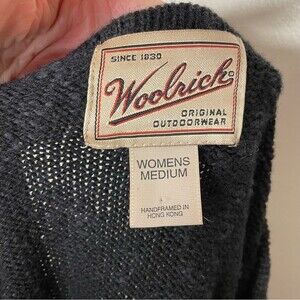 SINCE 1830
Woolrich
ORIGINAL
OUTDOORWEAR
WOMENS
MEDIUM
HANDFRAMED IN
HONG KONG